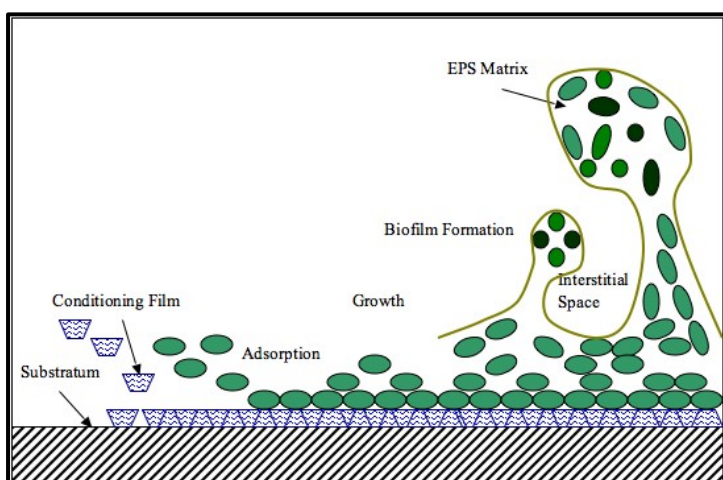 EPS Matrix
Biofilm Formation
Interstitial
Space
Conditioning Film
Growth
Adsorption
Substratum